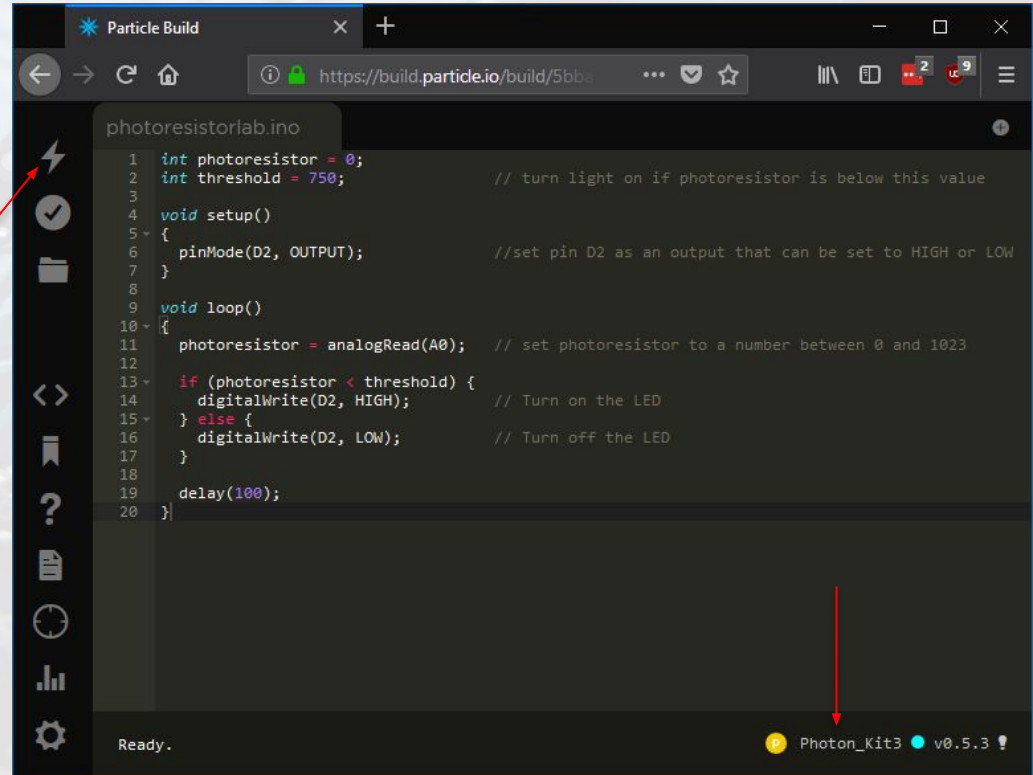 Particle Build
https://build.particle.io/build/5bba
2
9
photoresistorlab.ino
1 int photoresistor = 0;
2 int threshold = 750; // turn light on if photoresistor is below this value
3
4 void setup()
5 {
6 pinMode(D2, OUTPUT); //set pin D2 as an output that can be set to HIGH or LOW
7 }
8
9 void loop()
10 {
11 photoresistor = analogRead(A0); // set photoresistor to a number between 0 and 1023
12
13 if (photoresistor < threshold) {
14 digitalWrite(D2, HIGH); // Turn on the LED
15 } else {
16 digitalWrite(D2, LOW); // Turn off the LED
17 }
18
19 delay(100);
20 }
Ready.
P Photon_Kit3 v0.5.3